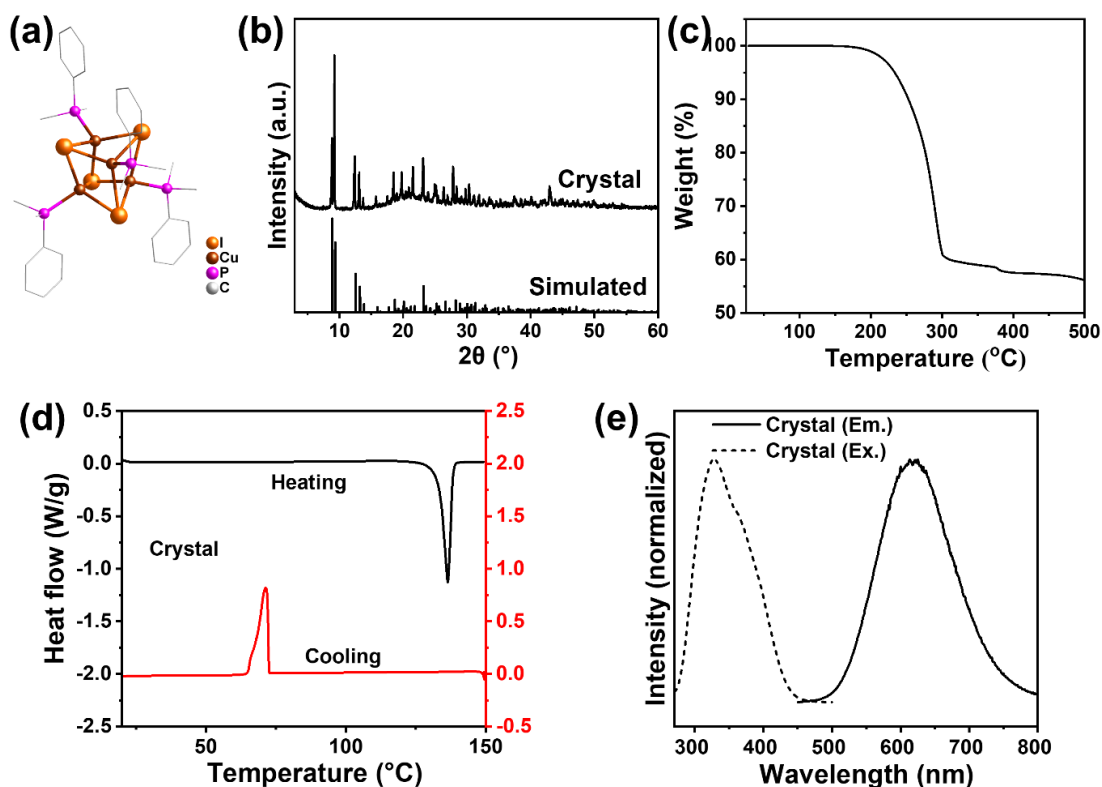 (a)
I
Cu
P
C
(b)
Intensity (a.u.)
Crystal
Simulated
10 20 30 40 50 60
2θ (°)
(c)
Weight (%)
100
90
80
70
60
50
100 200 300 400 500
Temperature (°C)
(d)
Heat flow (W/g)
0.5
0.0
-0.5
-1.0
-1.5
-2.0
-2.5
Heating
Crystal
Cooling
2.5
2.0
1.5
1.0
0.5
0.0
-0.5
50 100 150
Temperature (°C)
(e)
Intensity (normalized)
Crystal (Em.)
Crystal (Ex.)
300 400 500 600 700 800
Wavelength (nm)